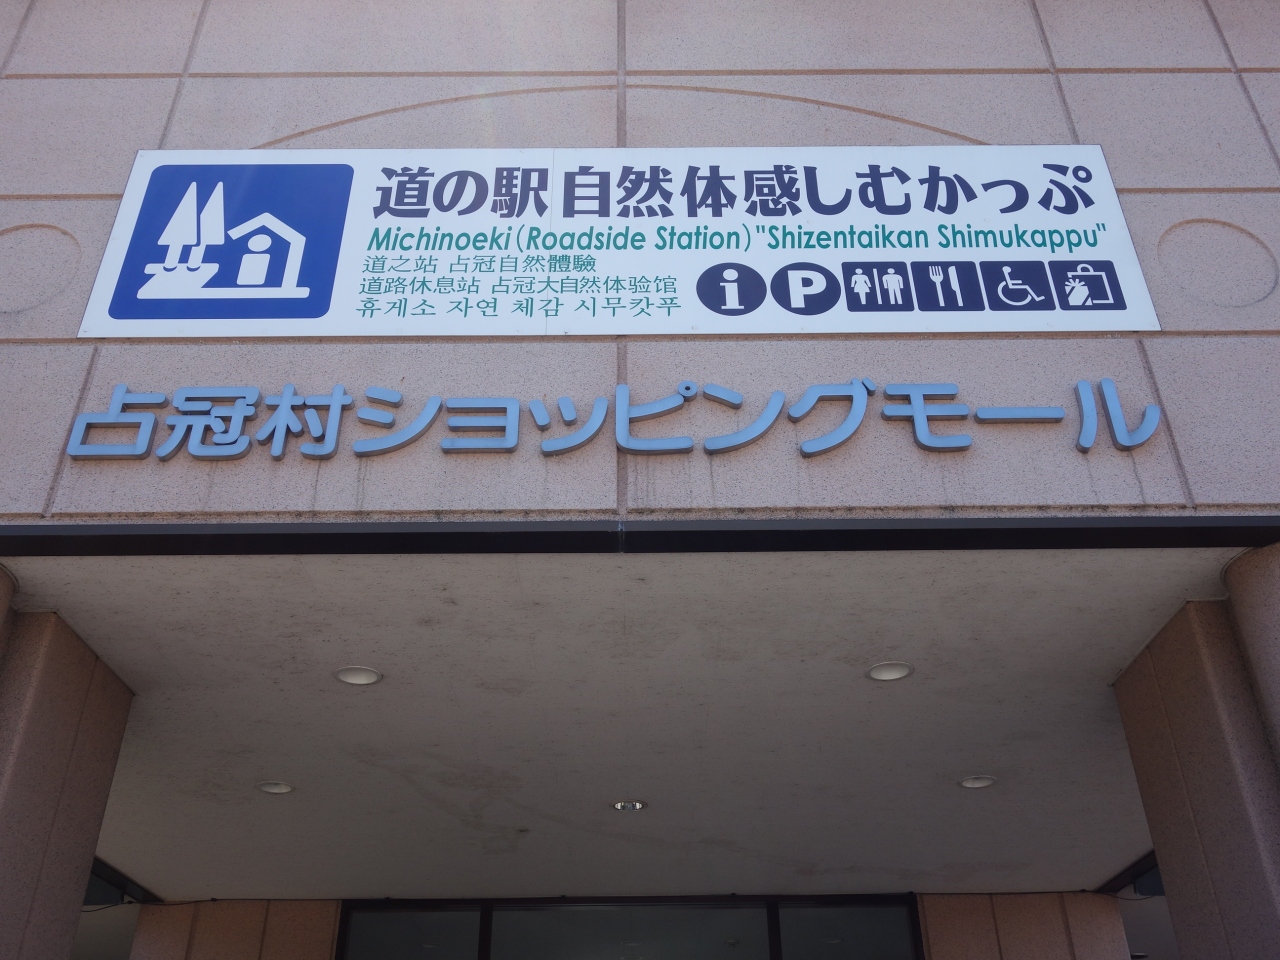 道の駅 自然体感しむかっぷ
Michinoeki(Roadside Station)"Shizentaikan Shimukappu"
道之站 占冠自然體驗
道路休息站 占冠大自然体验馆
휴게소 자연 체감 시무캇푸
i P
占冠村ショッピングモール